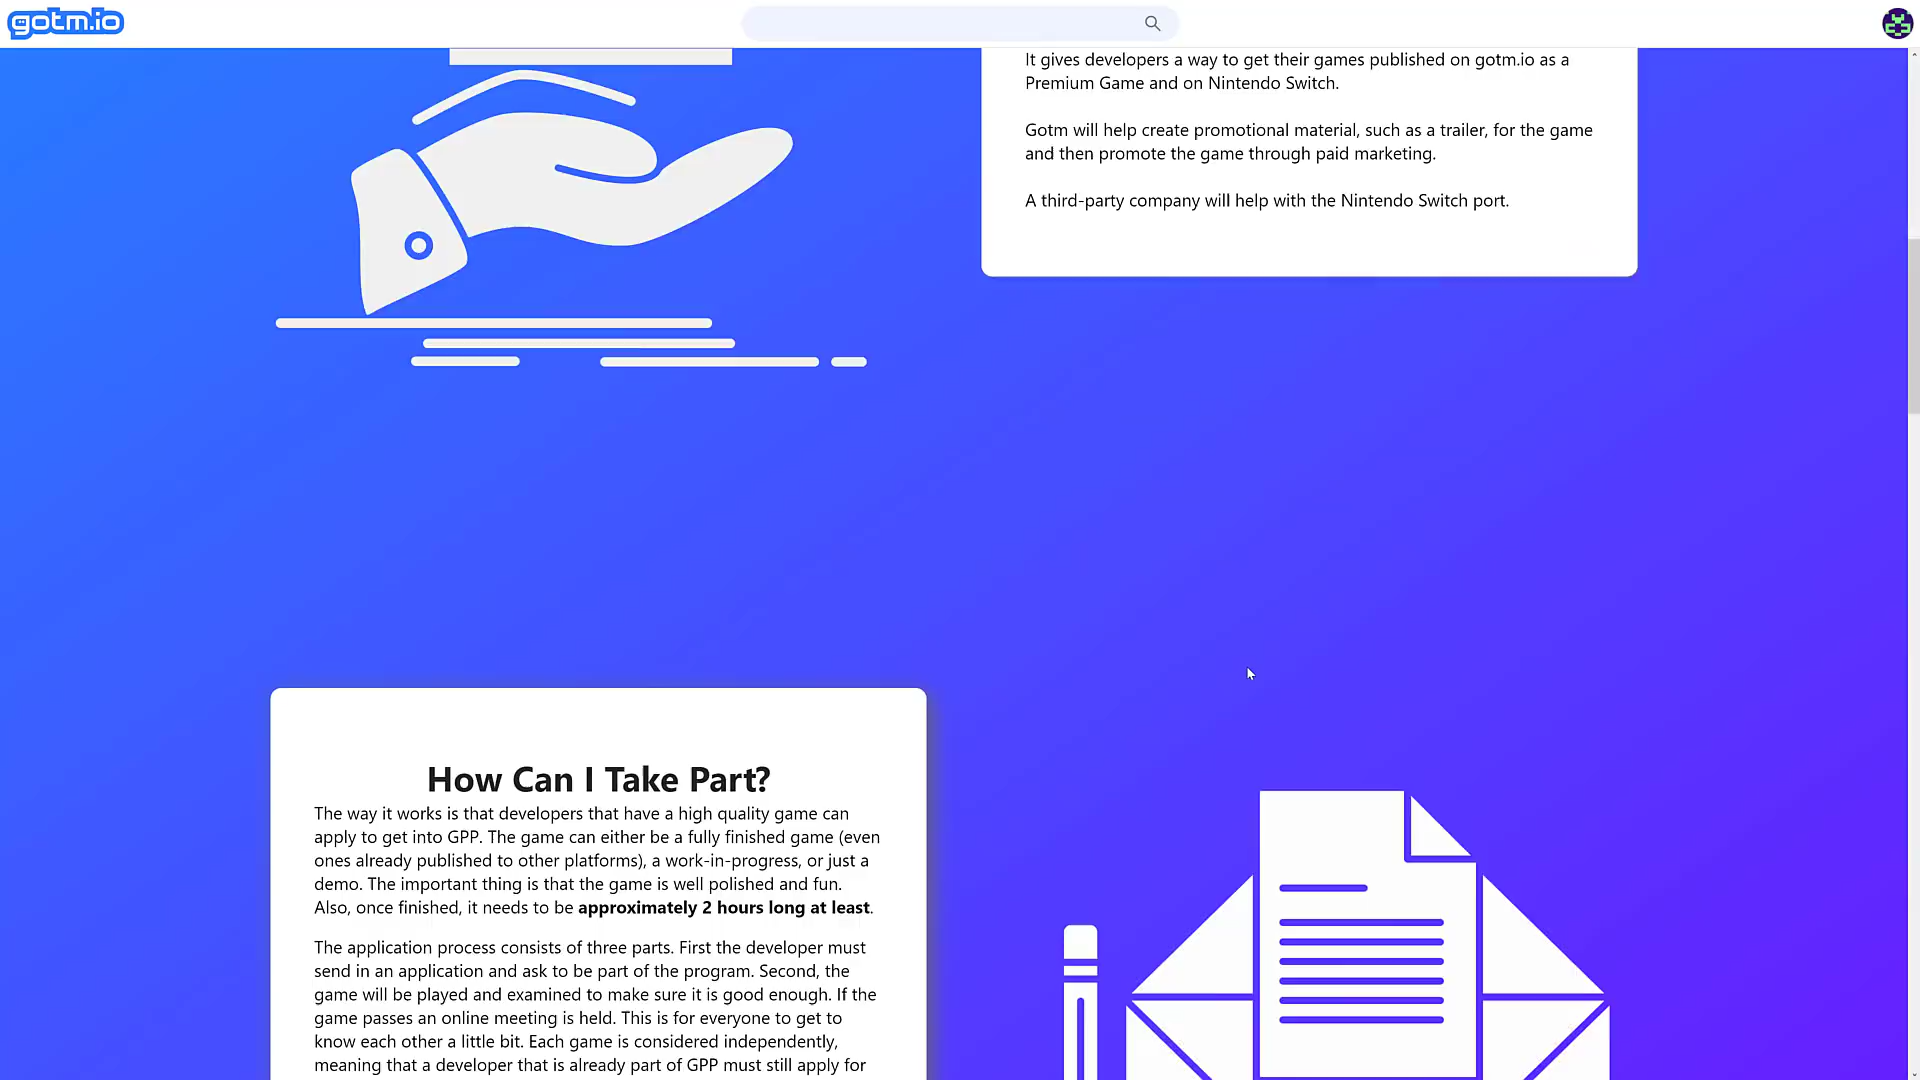 gotm.io
It gives developers a way to get their games published on gotm.io as a
Premium Game and on Nintendo Switch.
Gotm will help create promotional material, such as a trailer, for the game
and then promote the game through paid marketing.
A third-party company will help with the Nintendo Switch port.
How Can I Take Part?
The way it works is that developers that have a high quality game can
apply to get into GPP. The game can either be a fully finished game (even
ones already published to other platforms), a work-in-progress, or just a
demo. The important thing is that the game is well polished and fun.
Also, once finished, it needs to be approximately 2 hours long at least.
The application process consists of three parts. First the developer must
send in an application and ask to be part of the program. Second, the
game will be played and examined to make sure it is good enough. If the
game passes an online meeting is held. This is for everyone to get to
know each other a little bit. Each game is considered independently,
meaning that a developer that is already part of GPP must still apply for